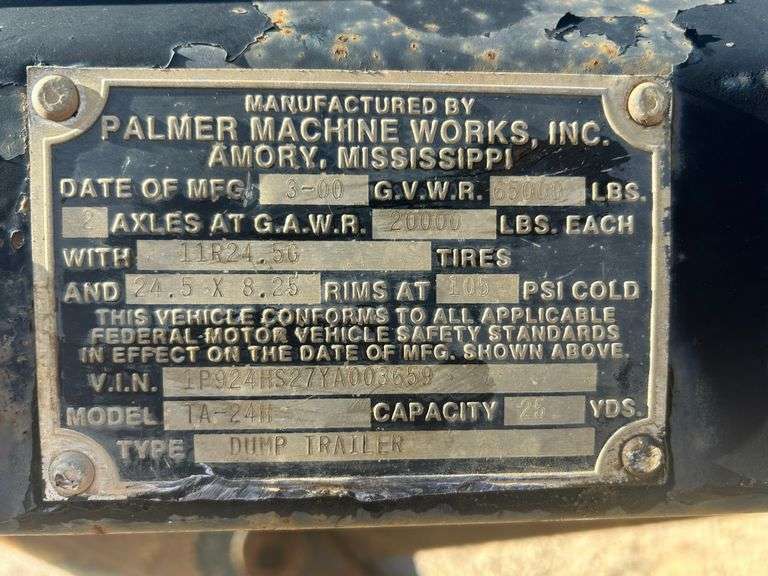 MANUFACTURED BY
PALMER MACHINE WORKS, INC.
AMORY, MISSISSIPPI
DATE OF MFG. 3-00 G.V.W.R. 65000 LBS.
2 AXLES AT G.A.W.R. 20000 LBS. EACH
WITH 11R24.5G TIRES
AND 24.5 X 8.25 RIMS AT 105 PSI COLD
THIS VEHICLE CONFORMS TO ALL APPLICABLE
FEDERAL MOTOR VEHICLE SAFETY STANDARDS
IN EFFECT ON THE DATE OF MFG. SHOWN ABOVE.
V.I.N. 1P924HS27YA003659
MODEL TA-24H CAPACITY 25 YDS.
TYPE DUMP TRAILER